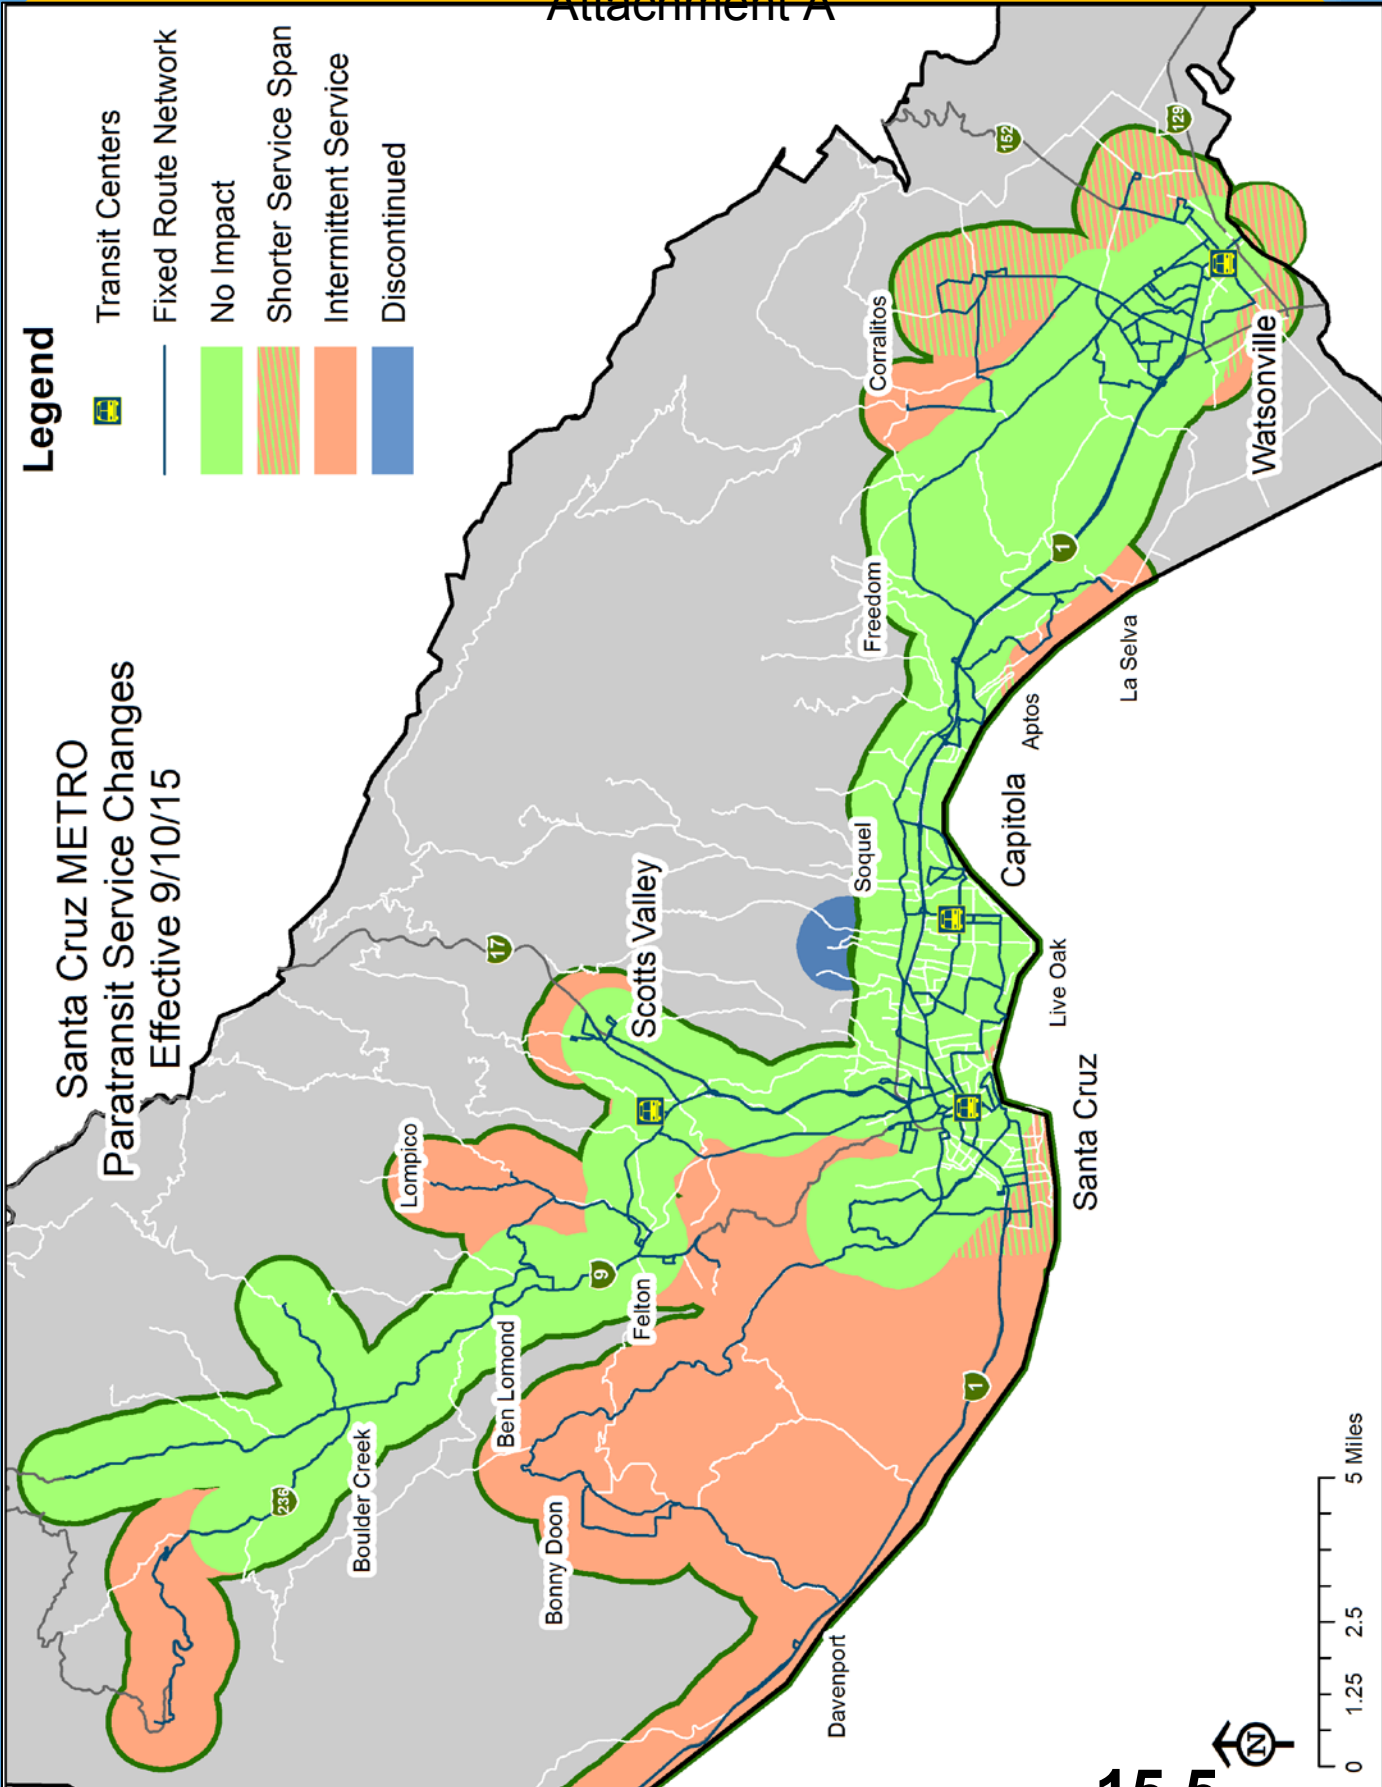 Attachment A
Santa Cruz METRO
Paratransit Service Changes
Effective 9/10/15
Legend
Transit Centers
Fixed Route Network
No Impact
Shorter Service Span
Intermittent Service
Discontinued
236
Boulder Creek
Lompico
17
Ben Lomond
9
Felton
Scotts Valley
Bonny Doon
Davenport
1
Santa Cruz
Live Oak
Soquel
Capitola
Aptos
Freedom
La Selva
1
Corralitos
Watsonville
152
129
0
1.25
2.5
5 Miles
N
15-5